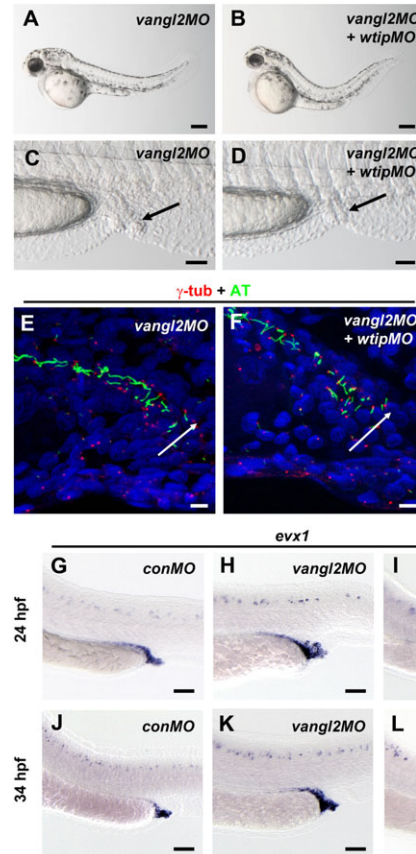 A vangl2MO
B vangl2MO
+ wtipMO
C vangl2MO
D vangl2MO
+ wtipMO
γ-tub + AT
E vangl2MO
F vangl2MO
+ wtipMO
evx1
24 hpf
G conMO
H vangl2MO
I
34 hpf
J conMO
K vangl2MO
L